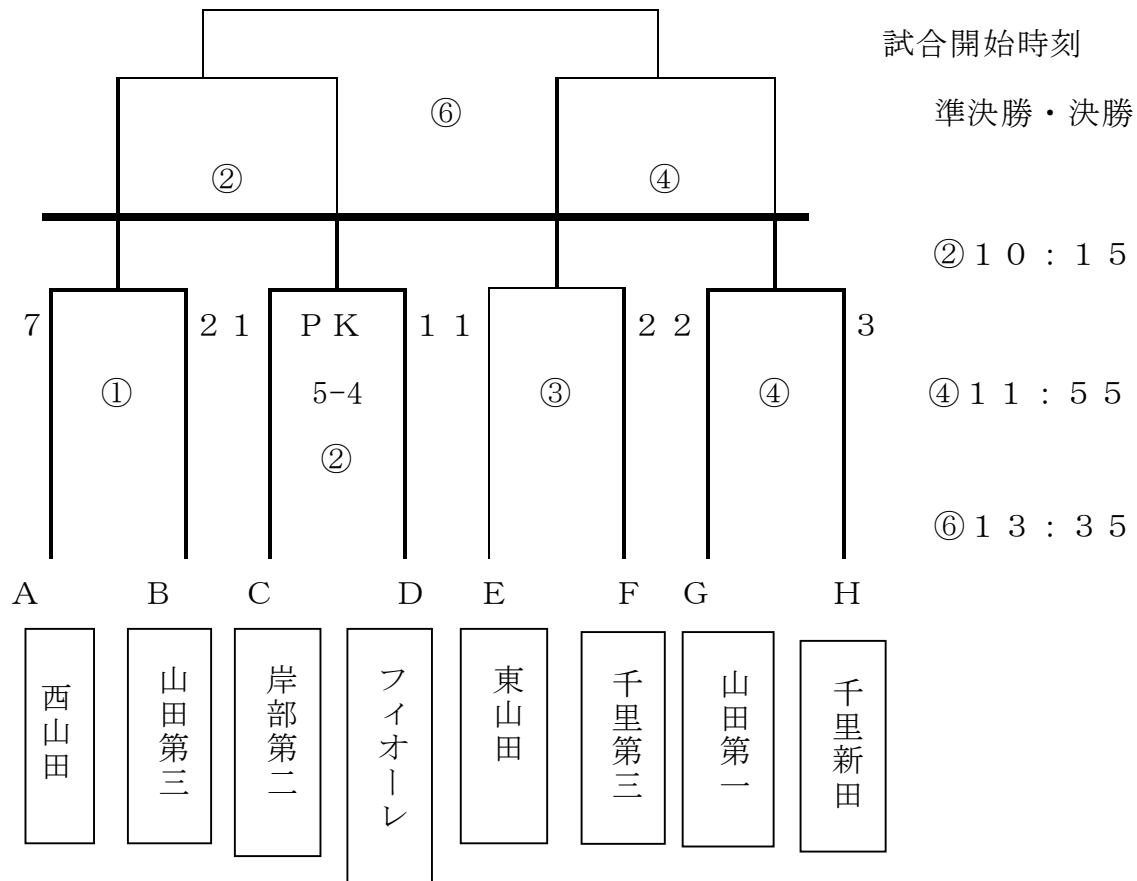 試合開始時刻
準決勝・決勝
⑥
② ④
②10:15
7 21 PK 11 22 3
① 5-4 ③ ④
④11:55
②
⑥13:35
A B C D E F G H
西山田
山田第三
岸部第二
フィオーレ
東山田
千里第三
山田第一
千里新田